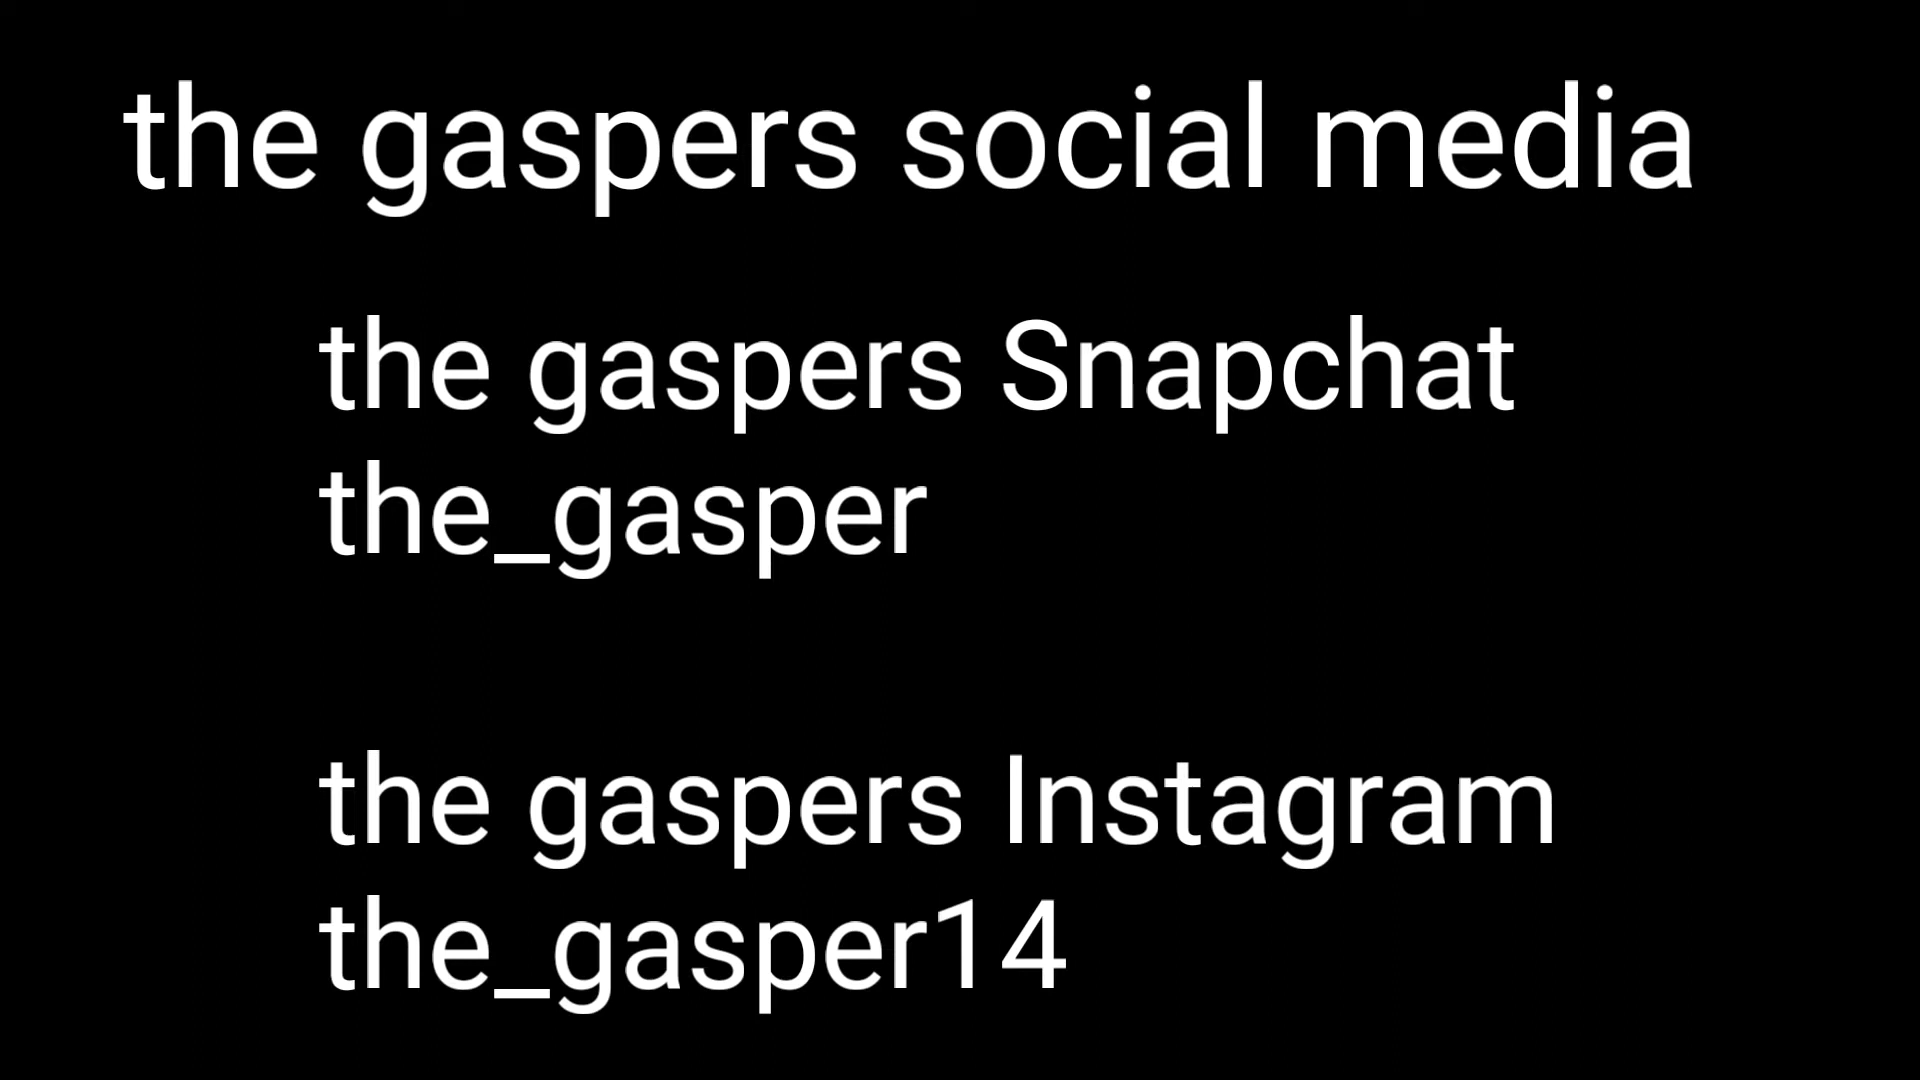 the gaspers social media
the gaspers Snapchat
the_gasper
the gaspers Instagram
the_gasper14